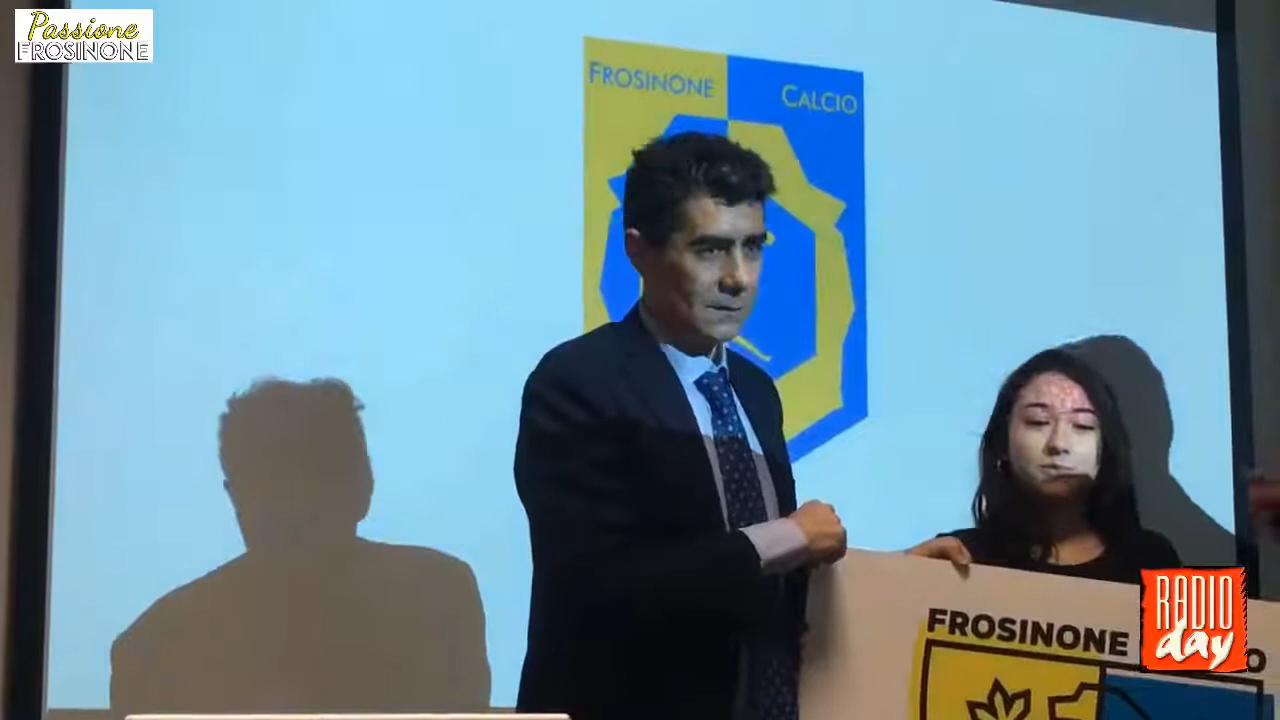 Passione
FROSINONE
FROSINONE CALCIO
FROSINONE
RADIO
day